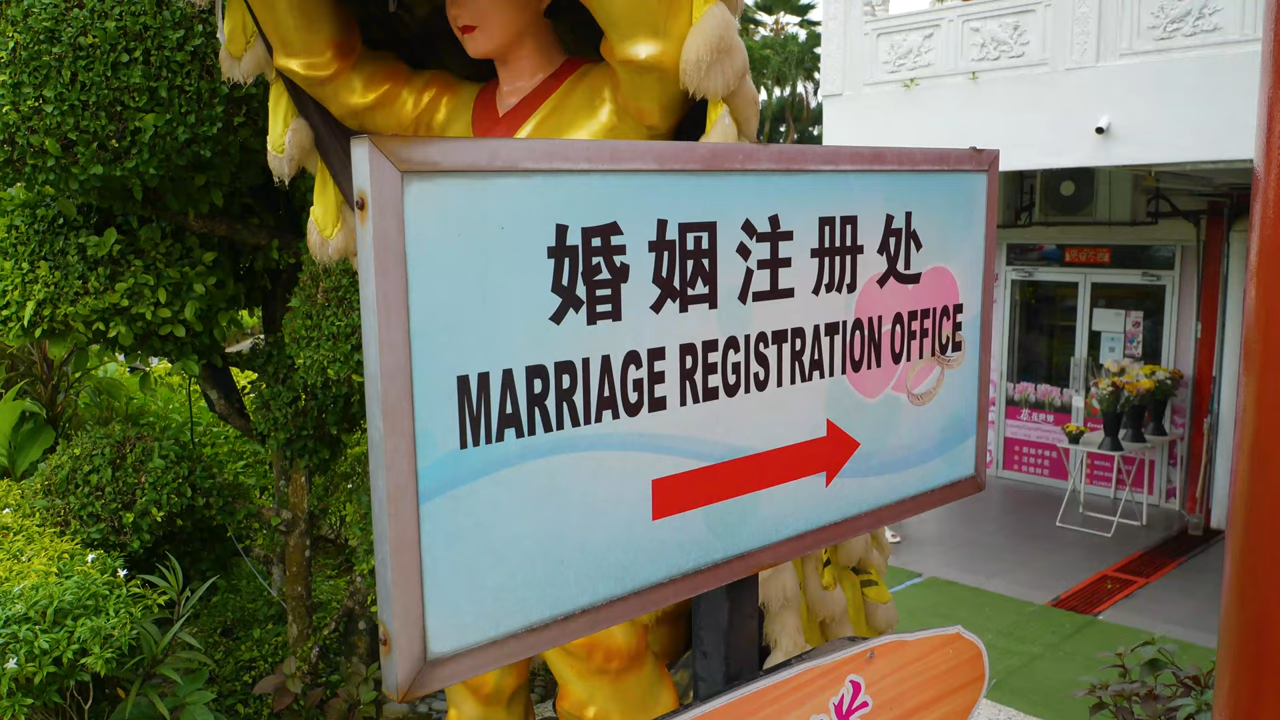 婚姻注册处
MARRIAGE REGISTRATION OFFICE